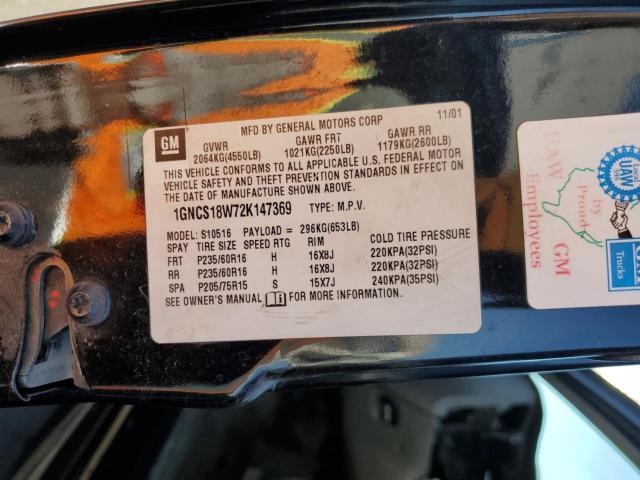 11/01
GM
MFD BY GENERAL MOTORS CORP
GVWR GAWR FRT GAWR RR
2064KG(4550LB) 1021KG(2250LB) 1179KG(2600LB)
THIS VEHICLE CONFORMS TO ALL APPLICABLE U.S. FEDERAL MOTOR
VEHICLE SAFETY AND THEFT PREVENTION STANDARDS IN EFFECT ON
THE DATE OF MANUFACTURE SHOWN ABOVE.
1GNCS18W72K147369 TYPE: M.P.V.
MODEL: S10516 PAYLOAD = 296KG(653LB)
SPAY TIRE SIZE SPEED RTG RIM COLD TIRE PRESSURE
FRT P235/60R16 H 16X8J 220KPA(32PSI)
RR P235/60R16 H 16X8J 220KPA(32PSI)
SPA P205/75R15 S 15X7J 240KPA(35PSI)
SEE OWNER'S MANUAL FOR MORE INFORMATION.
UAW
by Proud
GM
Employees
UAW
GMC
Trucks